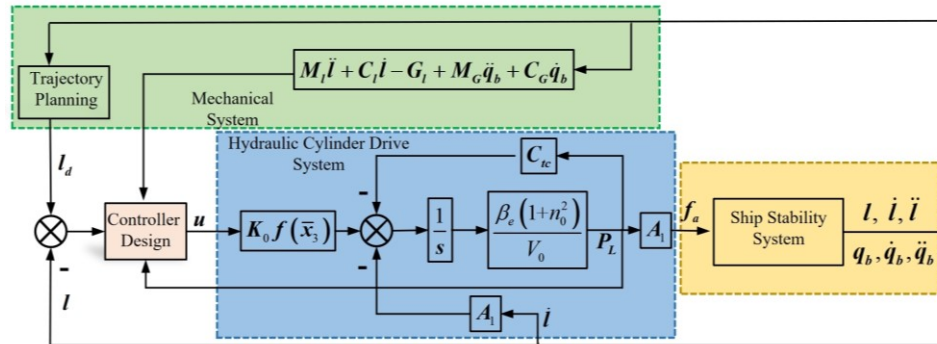 M_l l̈ + C_l l̇ − G_l + M_G q̈_b + C_G q̇_b
Trajectory
Planning
Mechanical
System
Hydraulic Cylinder Drive
System
C_tc
l_d
-
Controller
Design
u
K_0 f(x̄_3)
1
s
β_e(1+n_0^2)
V_0
P_L
A_1
f_a
Ship Stability
System
l, l̇, l̈
q_b, q̇_b, q̈_b
-
l
-
A_1
l̇